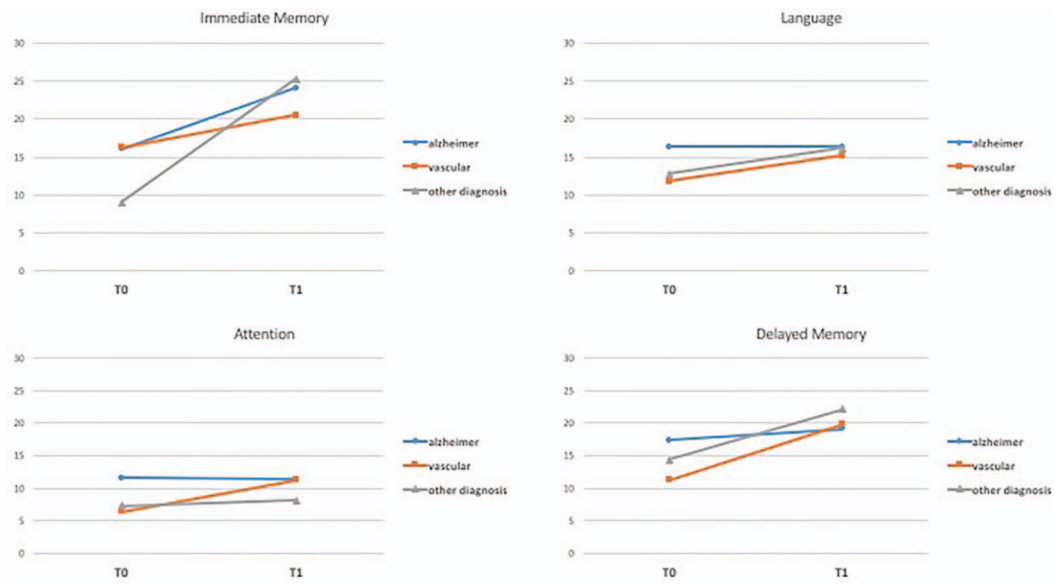 Immediate Memory
30
25
20
15
10
5
0
T0 T1
alzheimer
vascular
other diagnosis
Language
30
25
20
15
10
5
0
T0 T1
alzheimer
vascular
other diagnosis
Attention
30
25
20
15
10
5
0
T0 T1
alzheimer
vascular
other diagnosis
Delayed Memory
30
25
20
15
10
5
0
T0 T1
alzheimer
vascular
other diagnosis